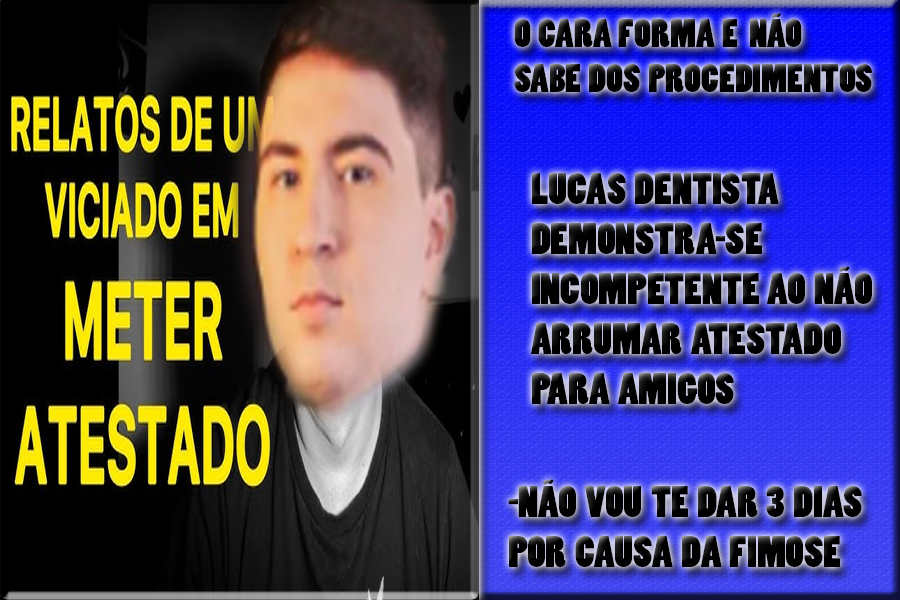 RELATOS DE UM
VICIADO EM
METER
ATESTADO
O CARA FORMA E NÃO
SABE DOS PROCEDIMENTOS
LUCAS DENTISTA
DEMONSTRA-SE
INCOMPETENTE AO NÃO
ARRUMAR ATESTADO
PARA AMIGOS
-NÃO VOU TE DAR 3 DIAS
POR CAUSA DA FIMOSE